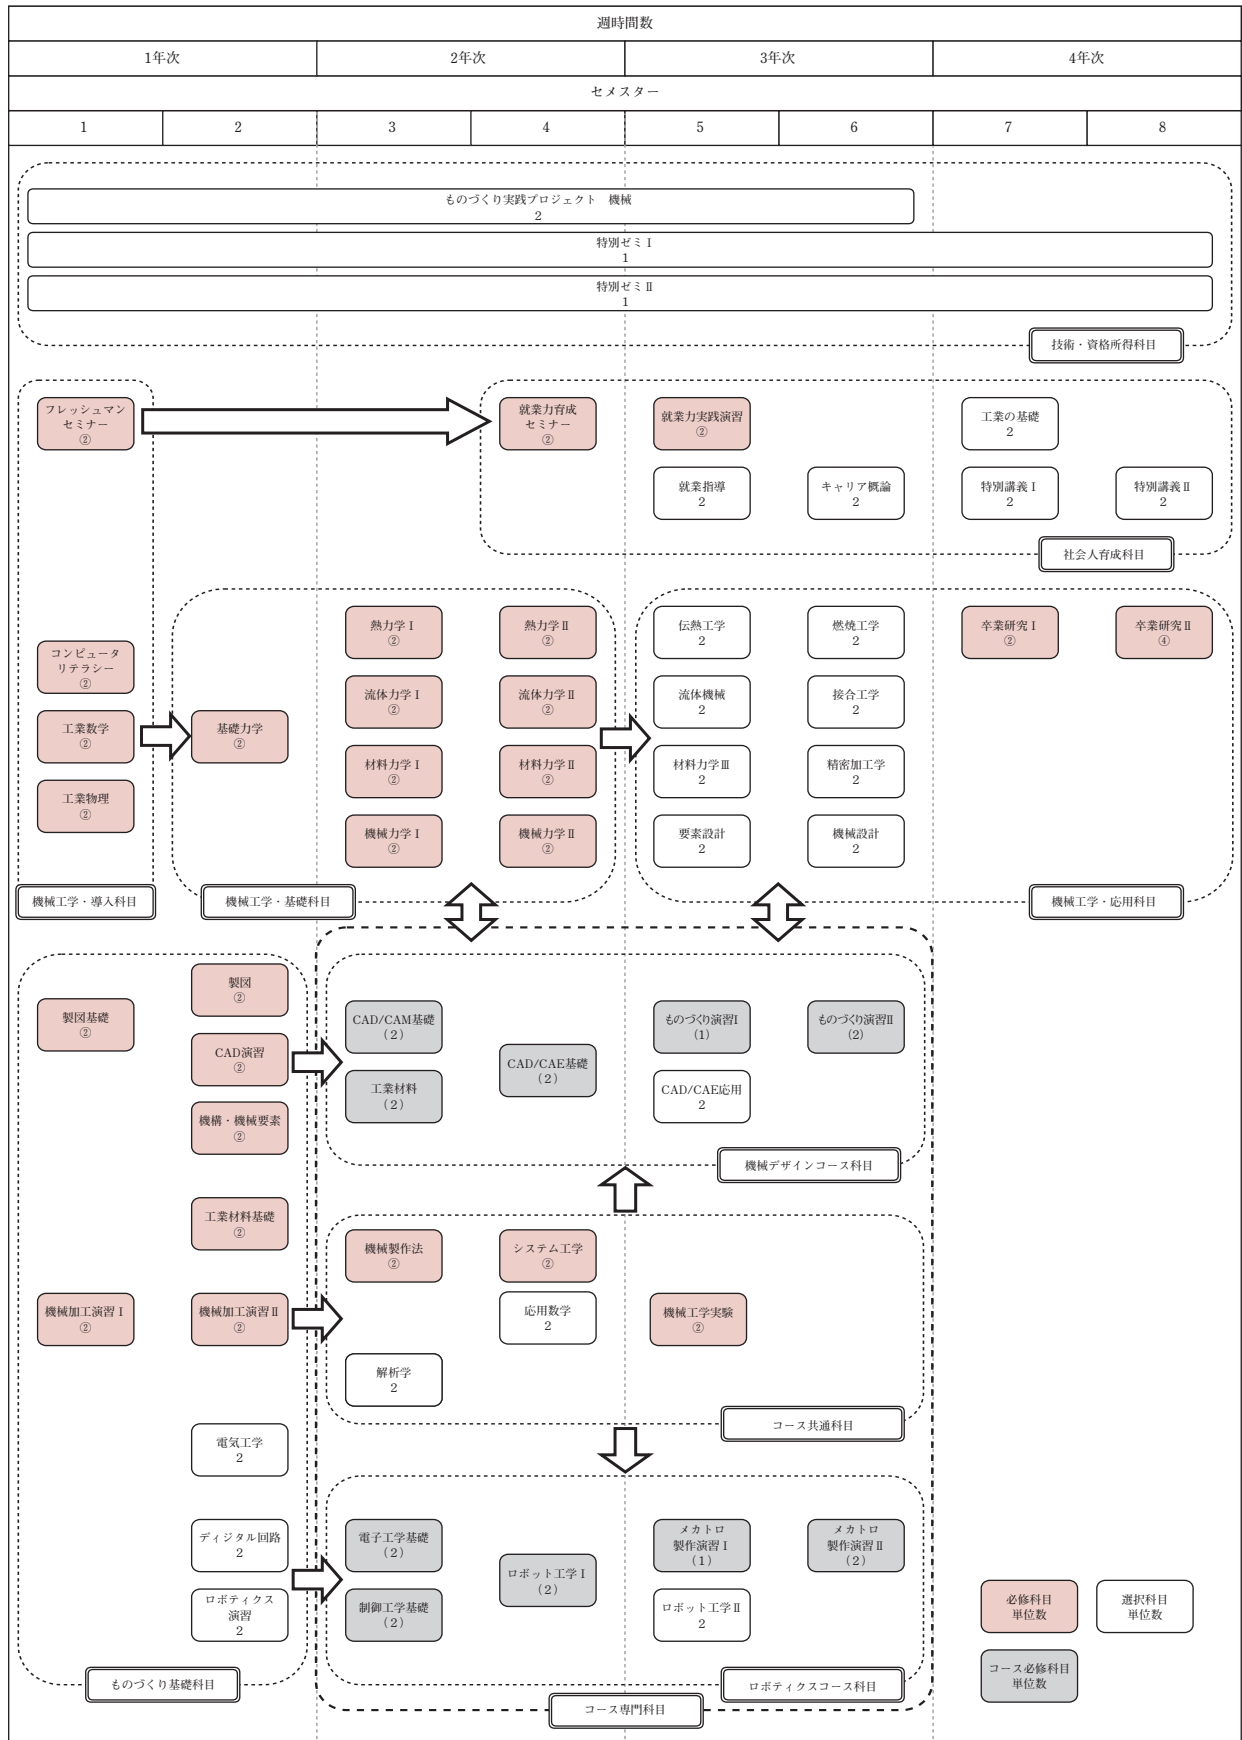 週時間数
1年次
2年次
3年次
4年次
セメスター
1
2
3
4
5
6
7
8
ものづくり実践プロジェクト　機械
2
特別ゼミⅠ
1
特別ゼミⅡ
1
技術・資格所得科目
フレッシュマン
セミナー
②
就業力育成
セミナー
②
就業力実践演習
②
工業の基礎
2
就業指導
2
キャリア概論
2
特別講義Ⅰ
2
特別講義Ⅱ
2
社会人育成科目
コンピュータ
リテラシー
②
工業数学
②
工業物理
②
基礎力学
②
熱力学Ⅰ
②
熱力学Ⅱ
②
流体力学Ⅰ
②
流体力学Ⅱ
②
材料力学Ⅰ
②
材料力学Ⅱ
②
機械力学Ⅰ
②
機械力学Ⅱ
②
伝熱工学
2
燃焼工学
2
流体機械
2
接合工学
2
材料力学Ⅲ
2
精密加工学
2
要素設計
2
機械設計
2
卒業研究Ⅰ
②
卒業研究Ⅱ
④
機械工学・導入科目
機械工学・基礎科目
機械工学・応用科目
製図基礎
②
製図
②
CAD演習
②
機構・機械要素
②
工業材料基礎
②
機械加工演習Ⅰ
②
機械加工演習Ⅱ
②
電気工学
2
ディジタル回路
2
ロボティクス
演習
2
ものづくり基礎科目
CAD/CAM基礎
（2）
工業材料
（2）
CAD/CAE基礎
（2）
ものづくり演習Ⅰ
（1）
ものづくり演習Ⅱ
（2）
CAD/CAE応用
2
機械デザインコース科目
機械製作法
②
システム工学
②
応用数学
2
機械工学実験
②
解析学
2
コース共通科目
電子工学基礎
（2）
制御工学基礎
（2）
ロボット工学Ⅰ
（2）
メカトロ
製作演習Ⅰ
（1）
メカトロ
製作演習Ⅱ
（2）
ロボット工学Ⅱ
2
ロボティクスコース科目
コース専門科目
必修科目
単位数
選択科目
単位数
コース必修科目
単位数